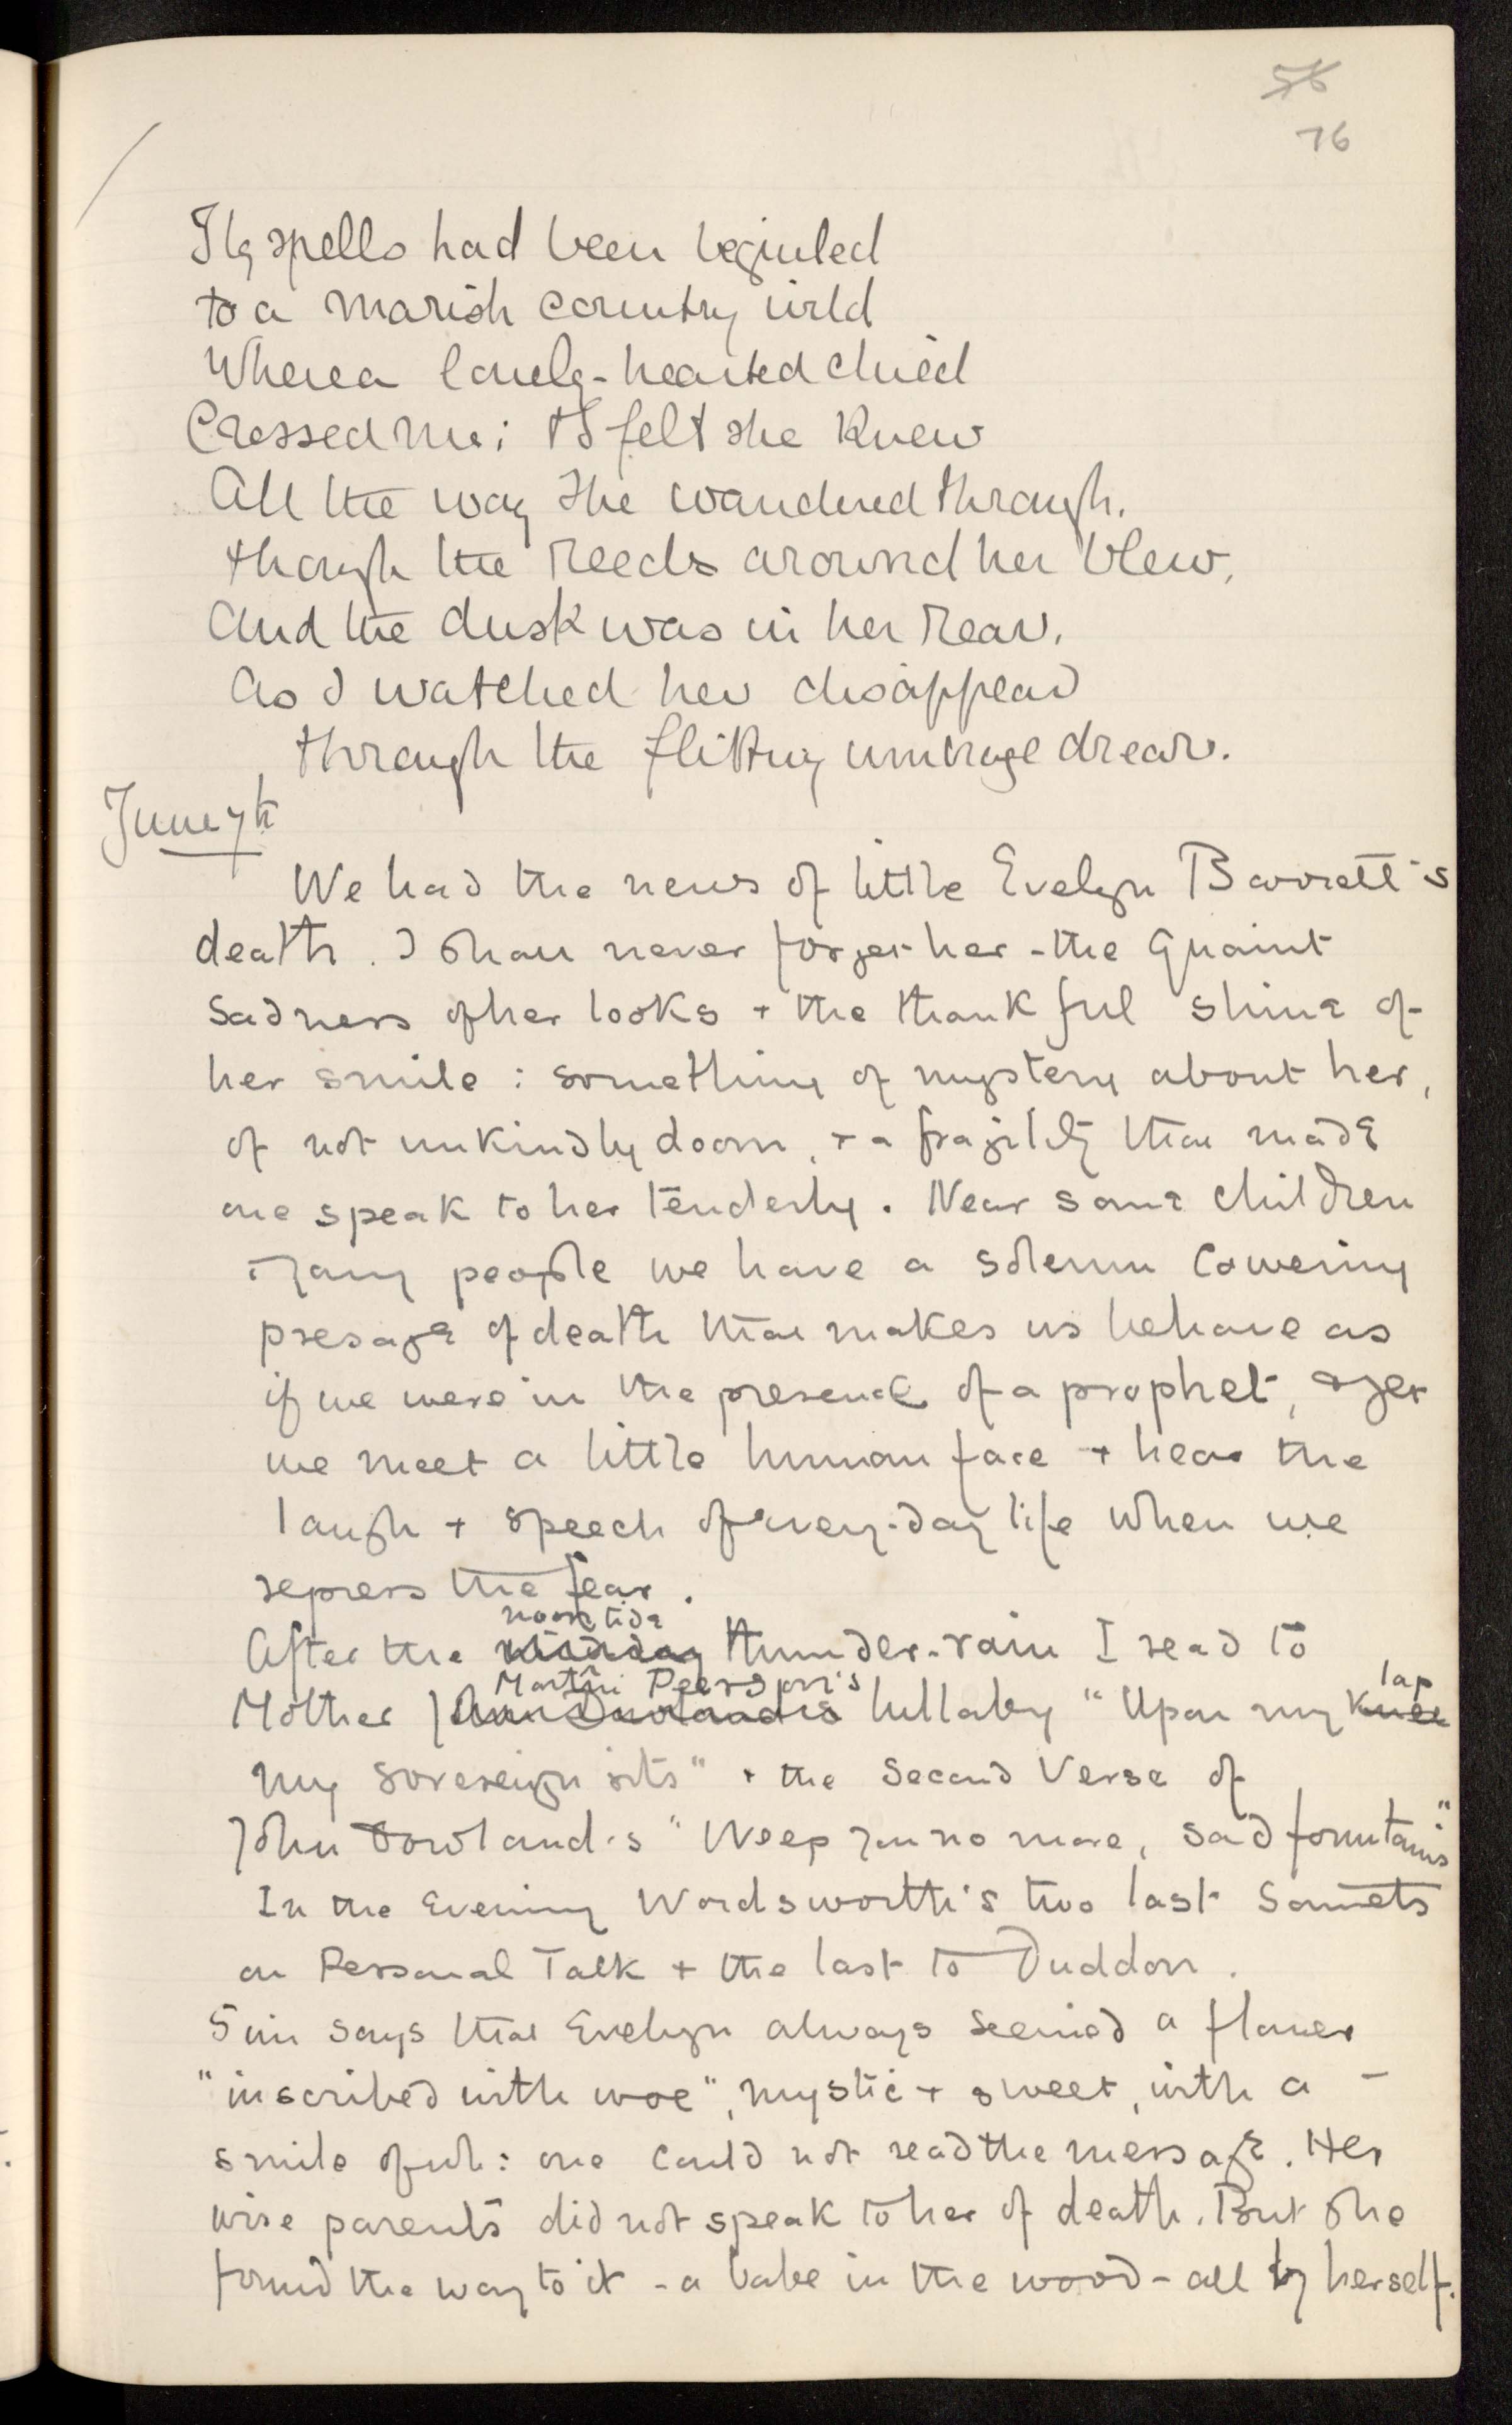 56
76
I by spells had been beguiled
to a marish country wild
Where a lonely-hearted child
Crossed me; & I felt she knew
All the way she wandered through.
though the reeds around her blew,
And the dusk was in her rear.
As I watched her disappear
through the flitting umbrage drear.
June 7th
We had the news of little Evelyn Barrett's
death. I shall never forget her - the quaint
sadness of her looks + the thankful shine of
her smile : something of mystery about her,
of not unkindly doom, + a fragility that made
one speak to her tenderly. Near some children
many people we have a solemn cowering
presage of death that makes us behave as
if we were in the presence of a prophet, & yet
we meet a little human face + hear the
laugh + speech of every-day life when we
repress the fear.
noontide
After the midday thunder-rain I read to
Martin Peerson's lap
Mother John Dowland's lullaby "Upon my knee
my sovereign sits" + the second Verse of
John Dowland's "Weep you no more, sad fountains"
In the Evening Wordsworth's two last Sonnets
on Personal Talk + the last to Duddon.
Sim says that Evelyn always seemed a flower
"inscribed with woe", mystic + sweet, with a -
smile of wh: one could not read the message. Her
wise parents did not speak to her of death. But she
found the way to it - a babe in the wood - all by herself.